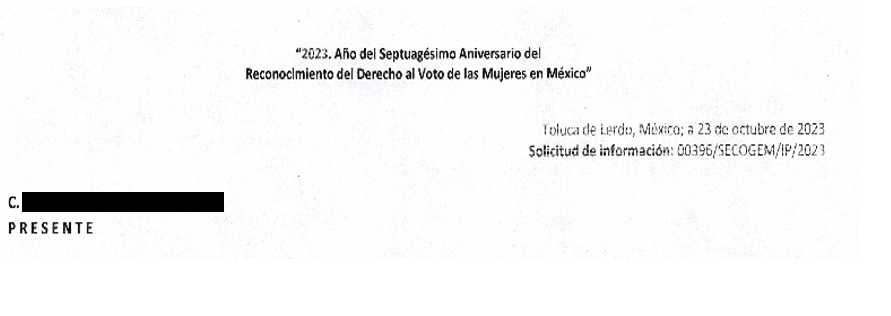 "2023. Año del Septuagésimo Aniversario del
Reconocimiento del Derecho al Voto de las Mujeres en México"
Toluca de Lerdo, México; a 23 de octubre de 2023
Solicitud de información: 00396/SECOGEM/IP/2023
C.
PRESENTE